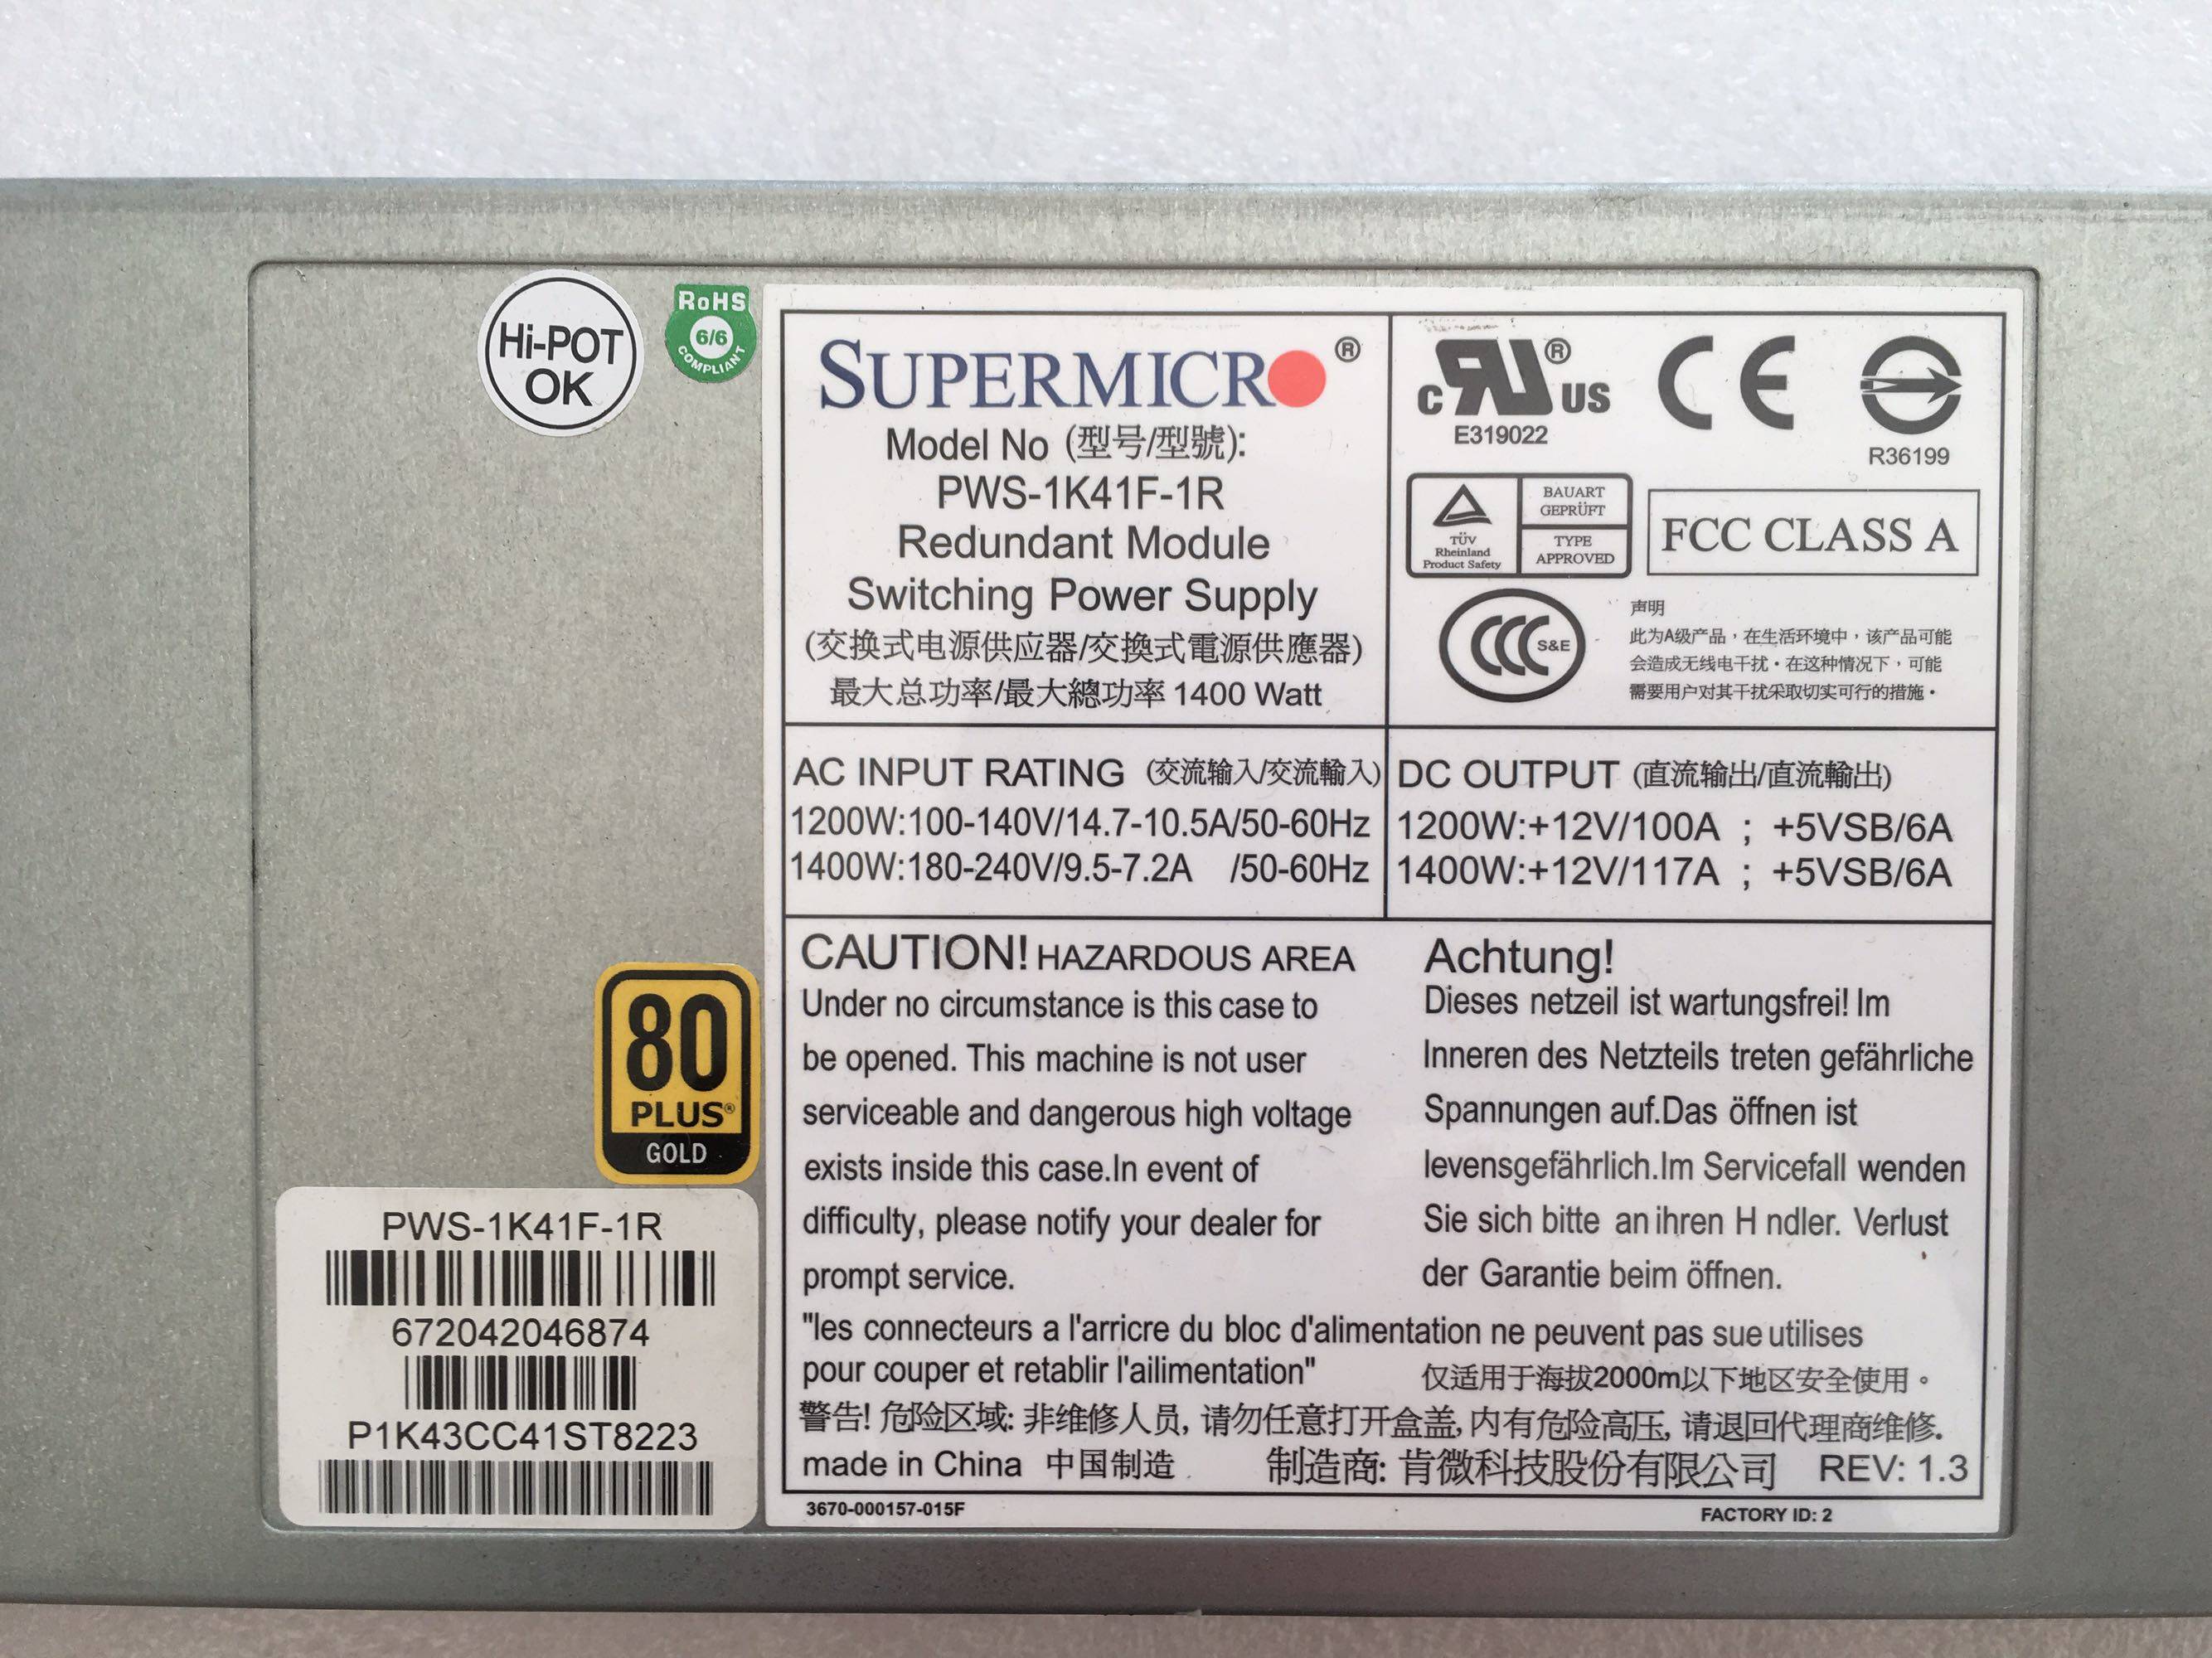 Hi-POT
OK
RoHS
6/6
COMPLIANT
SUPERMICRO®
Model No (型号/型號):
PWS-1K41F-1R
Redundant Module
Switching Power Supply
(交换式电源供应器/交換式電源供應器)
最大总功率/最大總功率 1400 Watt
c RU® US
E319022
CE
R36199
TÜV
Rheinland
Product Safety
BAUART
GEPRÜFT
TYPE
APPROVED
FCC CLASS A
CCC S&E
声明
此为A级产品，在生活环境中，该产品可能
会造成无线电干扰。在这种情况下，可能
需要用户对其干扰采取切实可行的措施。
AC INPUT RATING (交流输入/交流輸入)
1200W:100-140V/14.7-10.5A/50-60Hz
1400W:180-240V/9.5-7.2A /50-60Hz
DC OUTPUT (直流输出/直流輸出)
1200W:+12V/100A ; +5VSB/6A
1400W:+12V/117A ; +5VSB/6A
CAUTION! HAZARDOUS AREA
Under no circumstance is this case to
be opened. This machine is not user
serviceable and dangerous high voltage
exists inside this case.In event of
difficulty, please notify your dealer for
prompt service.
Achtung!
Dieses netzeil ist wartungsfrei! Im
Inneren des Netzteils treten gefährliche
Spannungen auf.Das öffnen ist
levensgefährlich.Im Servicefall wenden
Sie sich bitte an ihren H ndler. Verlust
der Garantie beim öffnen.
"les connecteurs a l'arricre du bloc d'alimentation ne peuvent pas sue utilises
pour couper et retablir l'ailimentation"
仅适用于海拔2000m以下地区安全使用。
警告! 危险区域: 非维修人员, 请勿任意打开盒盖, 内有危险高压, 请退回代理商维修.
made in China 中国制造
制造商: 肯微科技股份有限公司 REV: 1.3
3670-000157-015F
FACTORY ID: 2
80
PLUS®
GOLD
PWS-1K41F-1R
672042046874
P1K43CC41ST8223